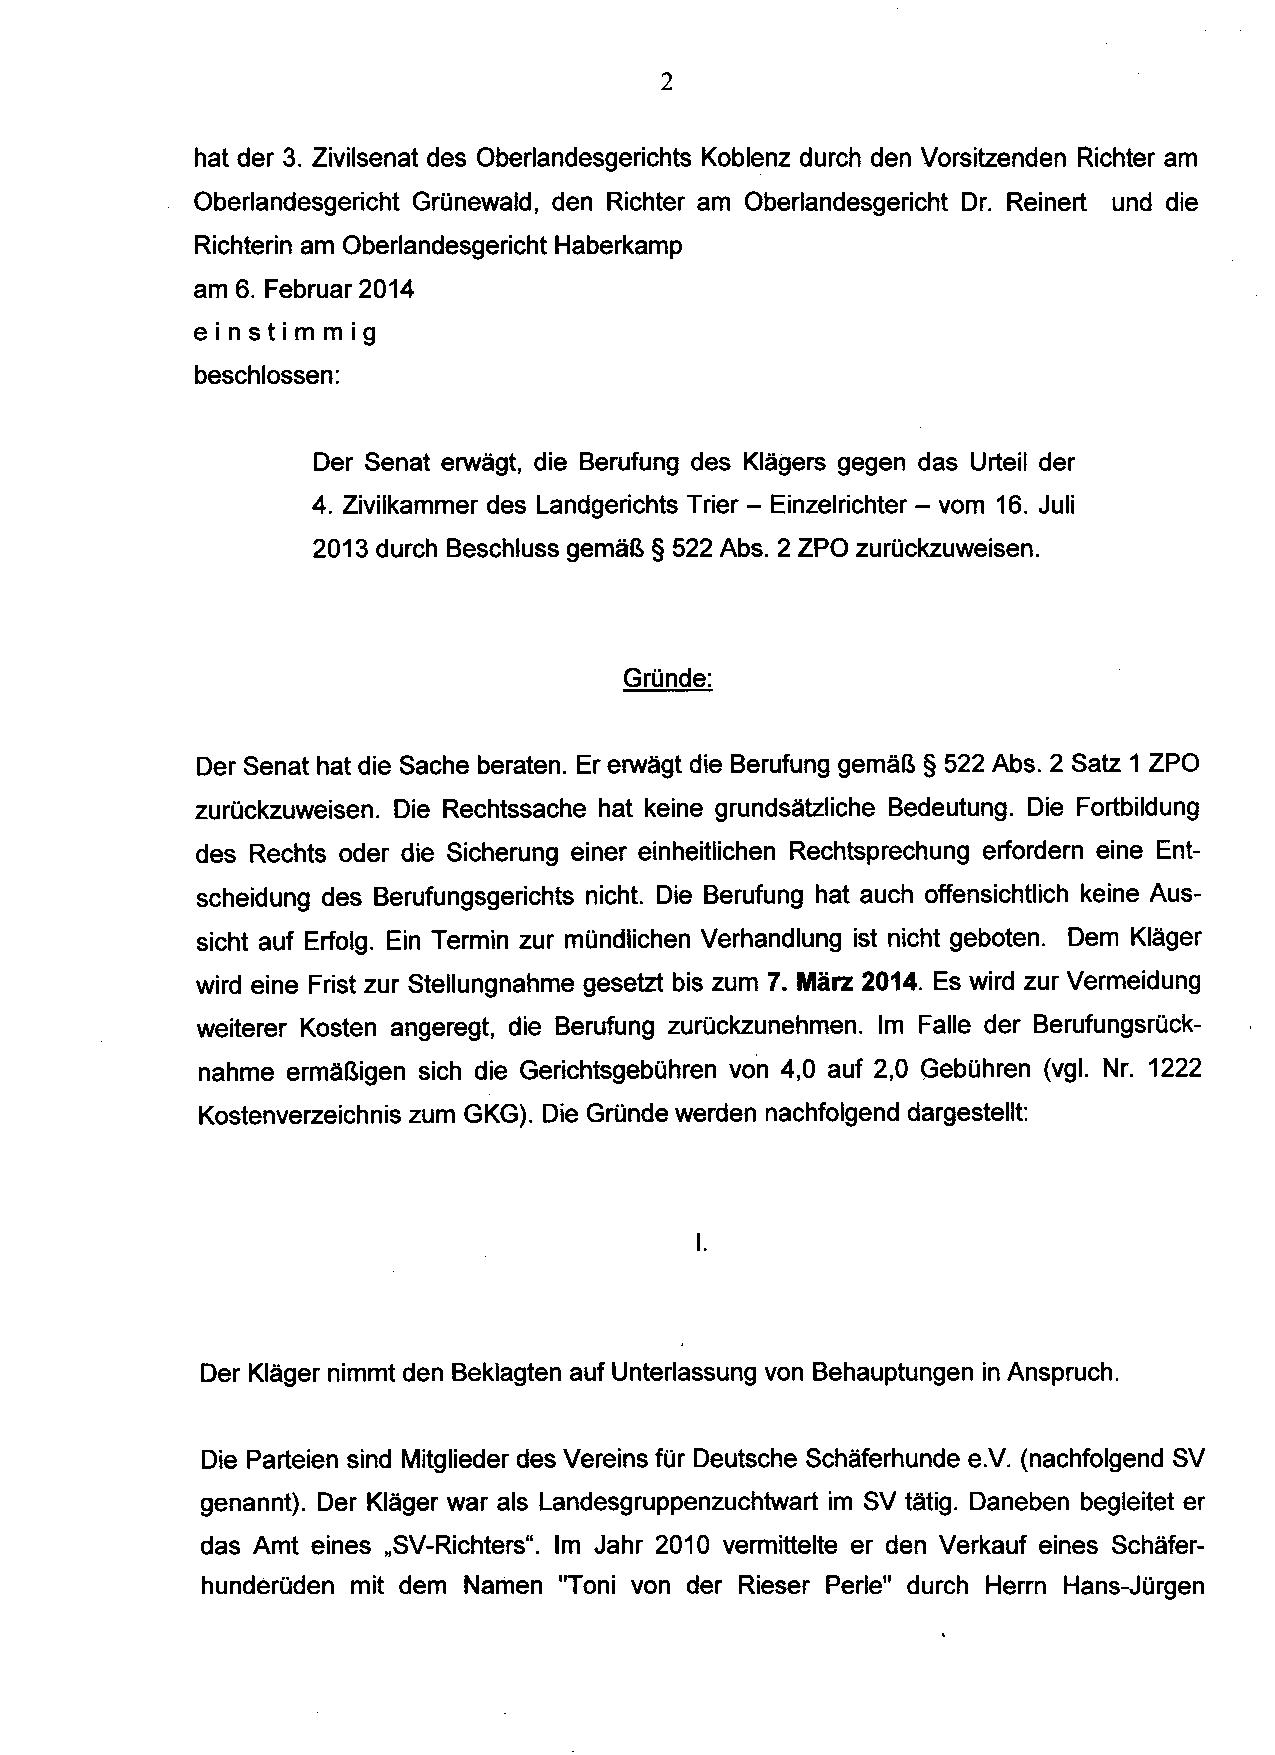 2
hat der 3. Zivilsenat des Oberlandesgerichts Koblenz durch den Vorsitzenden Richter am
Oberlandesgericht Grünewald, den Richter am Oberlandesgericht Dr. Reinert und die
Richterin am Oberlandesgericht Haberkamp
am 6. Februar 2014
e i n s t i m m i g
beschlossen:
Der Senat erwägt, die Berufung des Klägers gegen das Urteil der
4. Zivilkammer des Landgerichts Trier – Einzelrichter – vom 16. Juli
2013 durch Beschluss gemäß § 522 Abs. 2 ZPO zurückzuweisen.
Gründe:
Der Senat hat die Sache beraten. Er erwägt die Berufung gemäß § 522 Abs. 2 Satz 1 ZPO
zurückzuweisen. Die Rechtssache hat keine grundsätzliche Bedeutung. Die Fortbildung
des Rechts oder die Sicherung einer einheitlichen Rechtsprechung erfordern eine Ent-
scheidung des Berufungsgerichts nicht. Die Berufung hat auch offensichtlich keine Aus-
sicht auf Erfolg. Ein Termin zur mündlichen Verhandlung ist nicht geboten. Dem Kläger
wird eine Frist zur Stellungnahme gesetzt bis zum 7. März 2014. Es wird zur Vermeidung
weiterer Kosten angeregt, die Berufung zurückzunehmen. Im Falle der Berufungsrück-
nahme ermäßigen sich die Gerichtsgebühren von 4,0 auf 2,0 Gebühren (vgl. Nr. 1222
Kostenverzeichnis zum GKG). Die Gründe werden nachfolgend dargestellt:
I.
Der Kläger nimmt den Beklagten auf Unterlassung von Behauptungen in Anspruch.
Die Parteien sind Mitglieder des Vereins für Deutsche Schäferhunde e.V. (nachfolgend SV
genannt). Der Kläger war als Landesgruppenzuchtwart im SV tätig. Daneben begleitet er
das Amt eines „SV-Richters“. Im Jahr 2010 vermittelte er den Verkauf eines Schäfer-
hunderüden mit dem Namen "Toni von der Rieser Perle" durch Herrn Hans-Jürgen